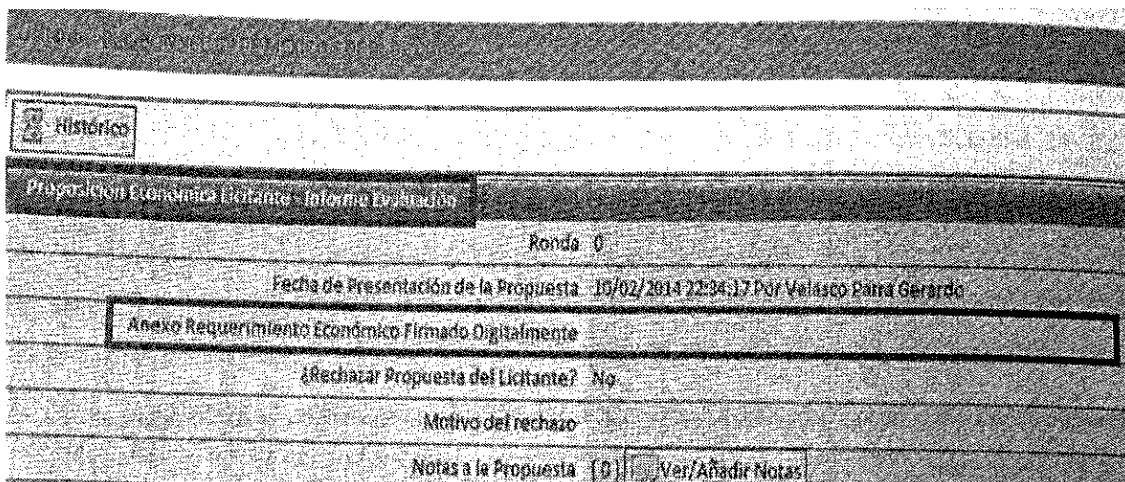 Histórico
Proposición Económica Licitante - Informe Evaluación
Ronda 0
Fecha de Presentación de la Propuesta 10/02/2014 22:34:17 Por Velasco Parra Gerardo
Anexo Requerimiento Económico Firmado Digitalmente
¿Rechazar Propuesta del Licitante? No
Motivo del rechazo
Notas a la Propuesta (0) Ver/Añadir Notas